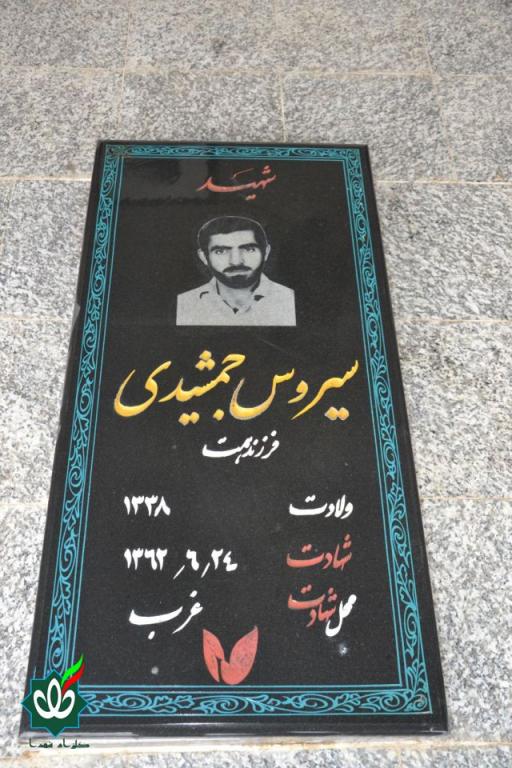 شهید
سیروس جمشیدی
فرزند همت
ولادت ۱۳۳۸
شهادت ۱۳۶۲٫۶٫۲۴
محل شهادت غرب